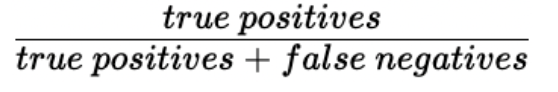 true positives
true positives + false negatives